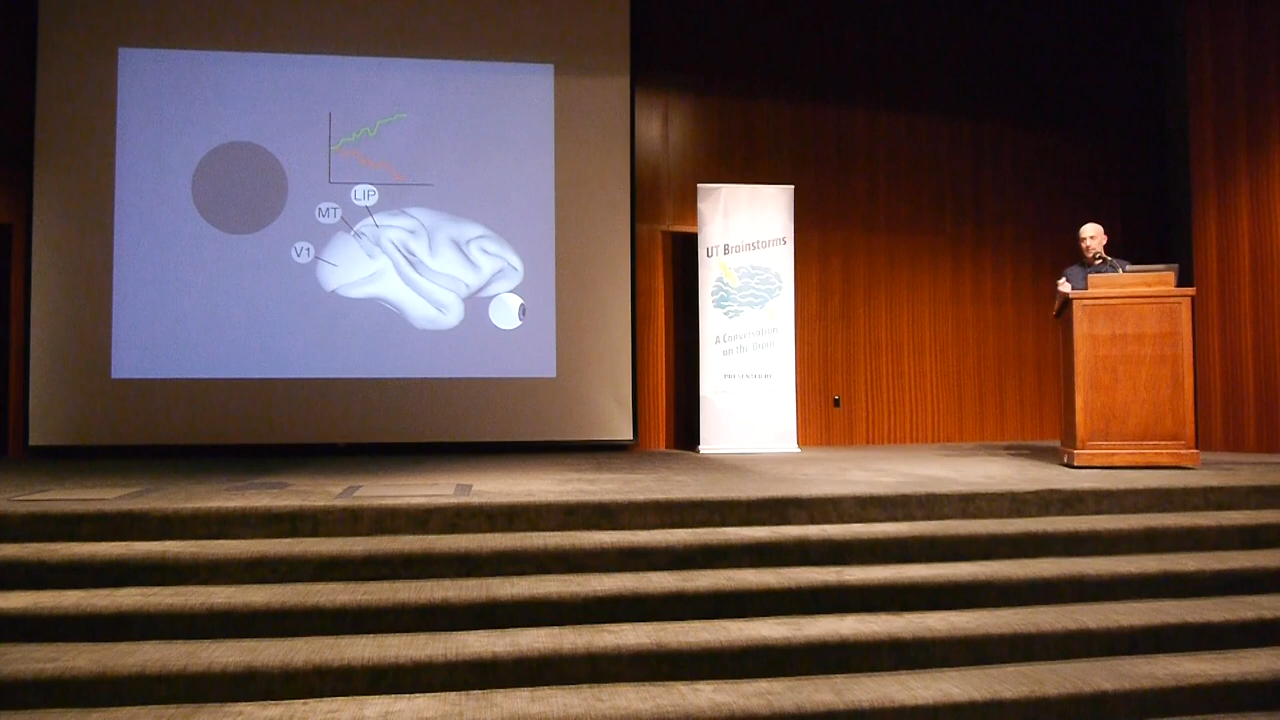 LIP
MT
V1
UT Brainstorms
A Conversation
on the Brain
PRESENTED BY